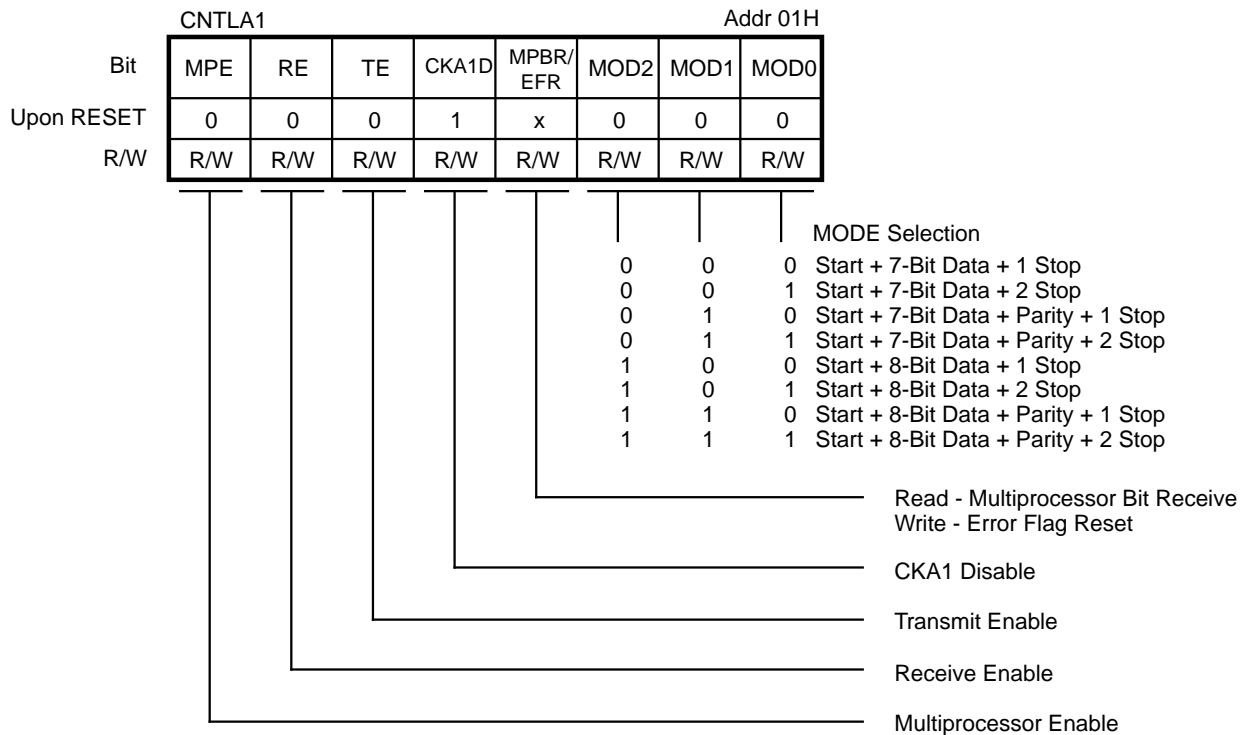 CNTLA1 Addr 01H
Bit MPE RE TE CKA1D MPBR/ EFR MOD2 MOD1 MOD0
Upon RESET 0 0 0 1 x 0 0 0
R/W R/W R/W R/W R/W R/W R/W R/W R/W
MODE Selection
0 0 0 Start + 7-Bit Data + 1 Stop
0 0 1 Start + 7-Bit Data + 2 Stop
0 1 0 Start + 7-Bit Data + Parity + 1 Stop
0 1 1 Start + 7-Bit Data + Parity + 2 Stop
1 0 0 Start + 8-Bit Data + 1 Stop
1 0 1 Start + 8-Bit Data + 2 Stop
1 1 0 Start + 8-Bit Data + Parity + 1 Stop
1 1 1 Start + 8-Bit Data + Parity + 2 Stop
Read - Multiprocessor Bit Receive
Write - Error Flag Reset
CKA1 Disable
Transmit Enable
Receive Enable
Multiprocessor Enable